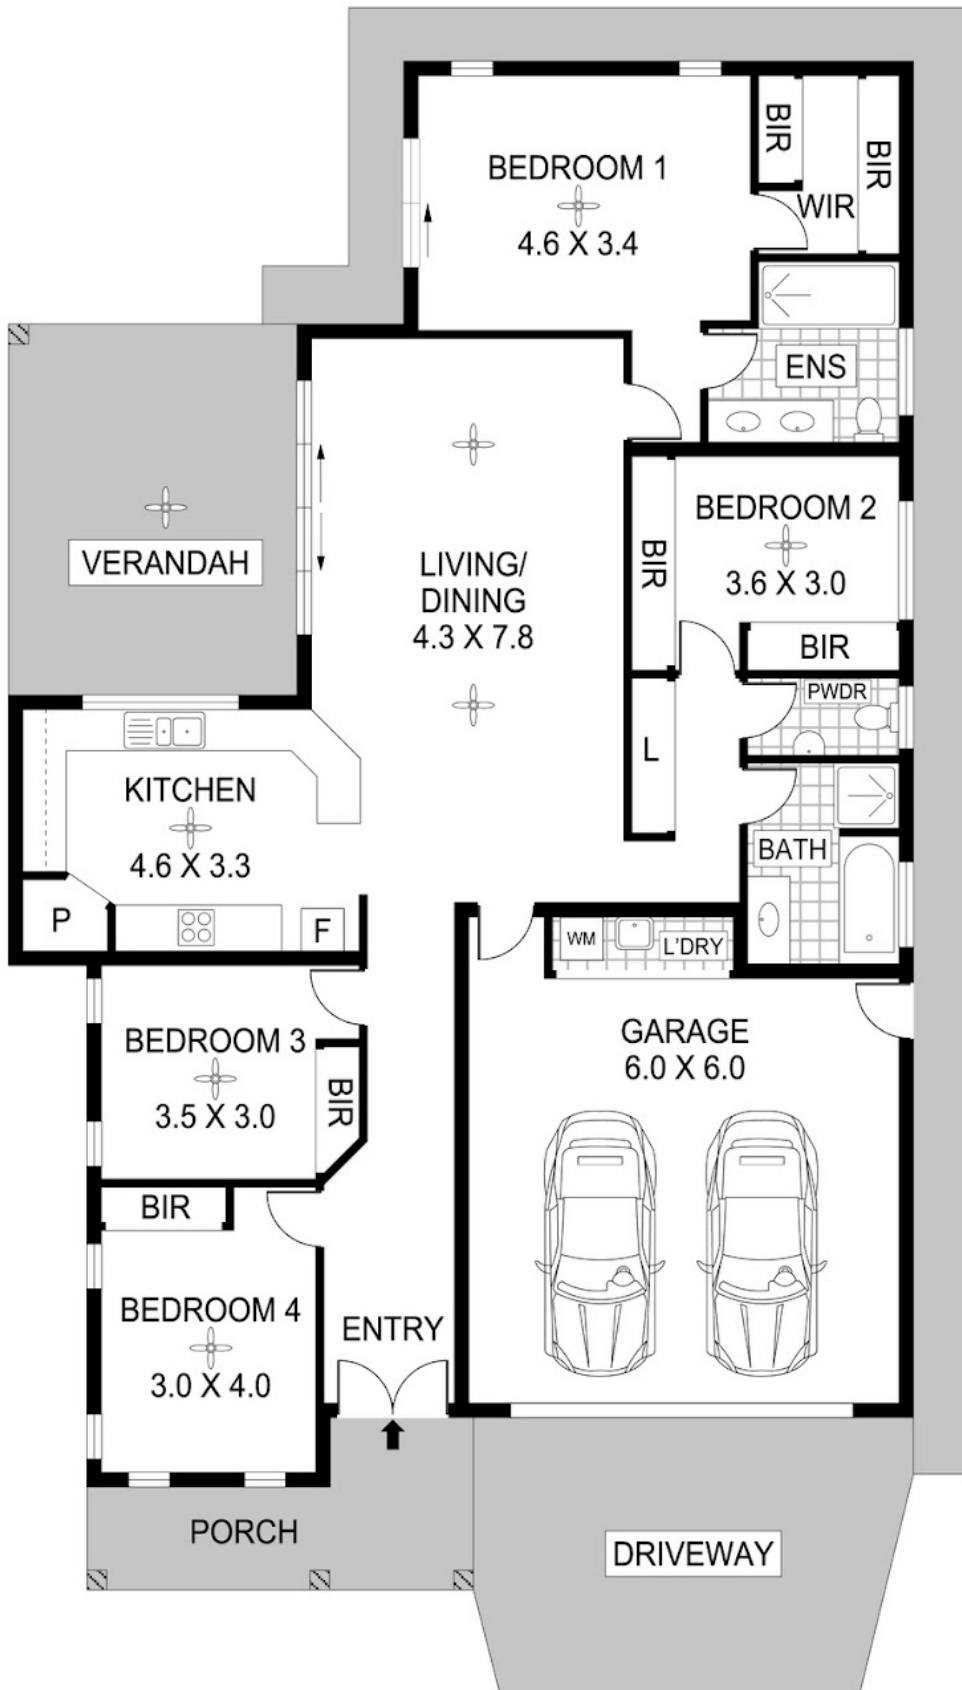 BEDROOM 1
4.6 X 3.4
BIR
BIR
WIR
ENS
VERANDAH
LIVING/
DINING
4.3 X 7.8
BEDROOM 2
3.6 X 3.0
BIR
BIR
PWDR
L
KITCHEN
4.6 X 3.3
BATH
P
F
WM
L'DRY
BEDROOM 3
3.5 X 3.0
BIR
GARAGE
6.0 X 6.0
BIR
BEDROOM 4
3.0 X 4.0
ENTRY
PORCH
DRIVEWAY